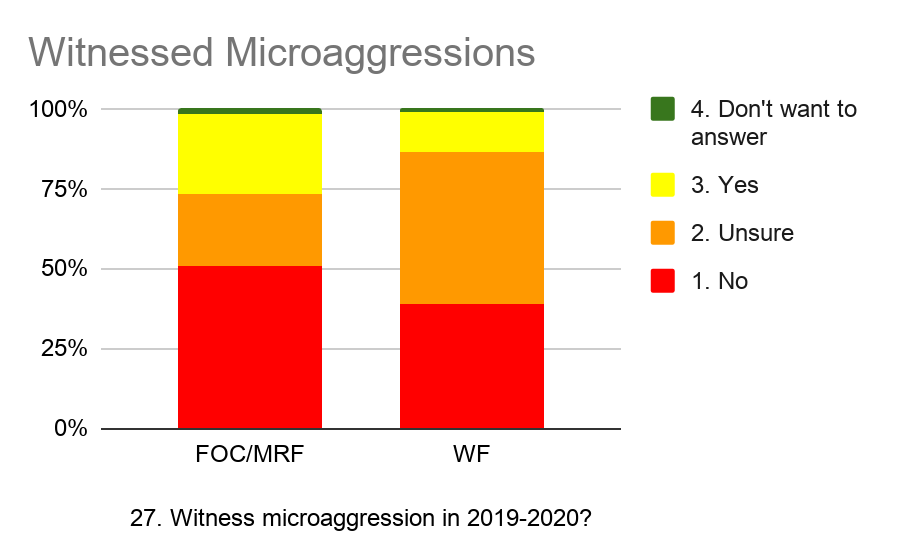 Witnessed Microaggressions
100%
75%
50%
25%
0%
FOC/MRF
WF
27. Witness microaggression in 2019-2020?
4. Don't want to
answer
3. Yes
2. Unsure
1. No